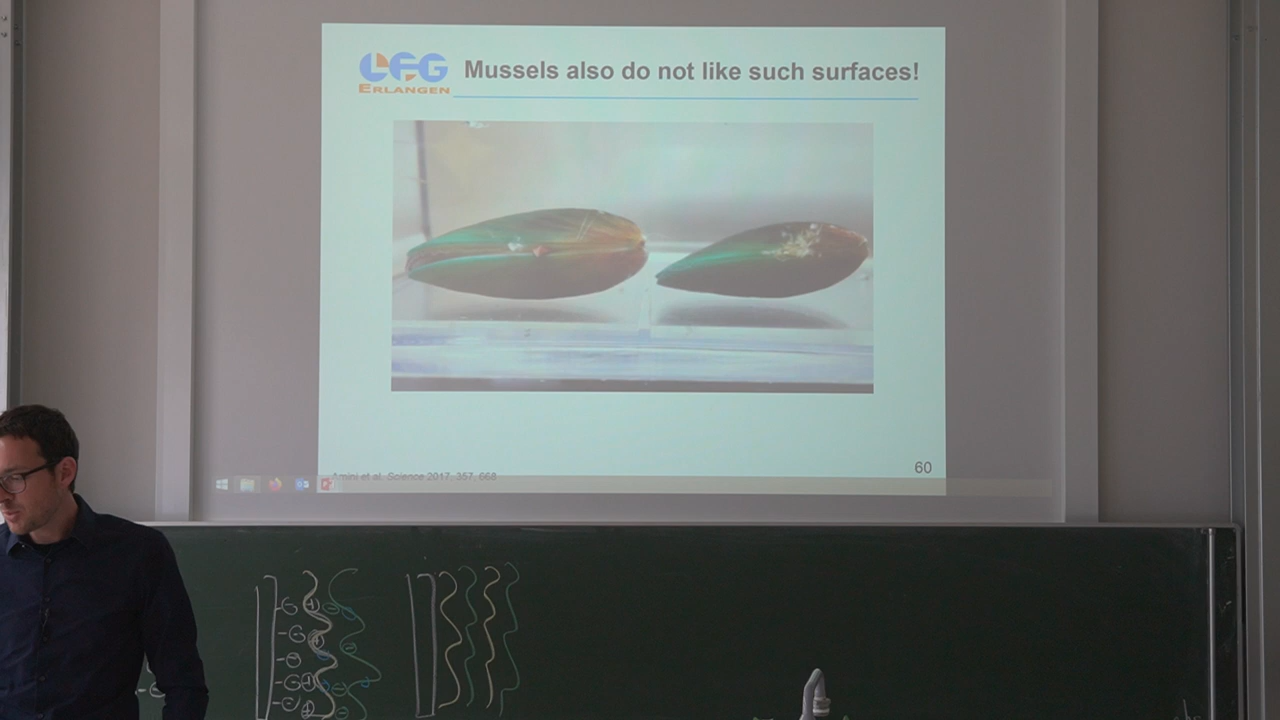 LFG
ERLANGEN
Mussels also do not like such surfaces!
Amini et al. Science 2017, 357, 668
60